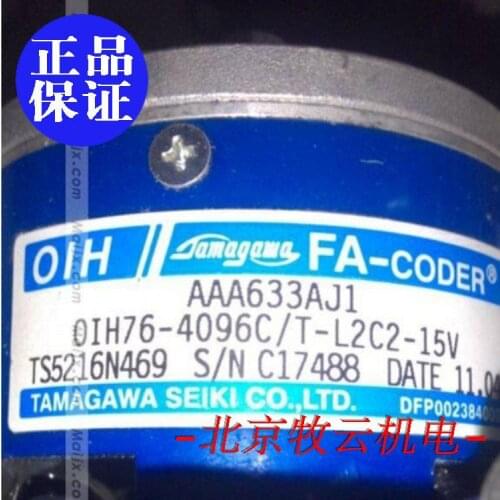 正品
保证
OIH Tamagawa FA-CODER®
AAA633AJ1
OIH76-4096C/T-L2C2-15V
TS5216N469 S/N C17488 DATE 11.04
TAMAGAWA SEIKI CO.,LTD. DFP0023840
-北京牧云机电-